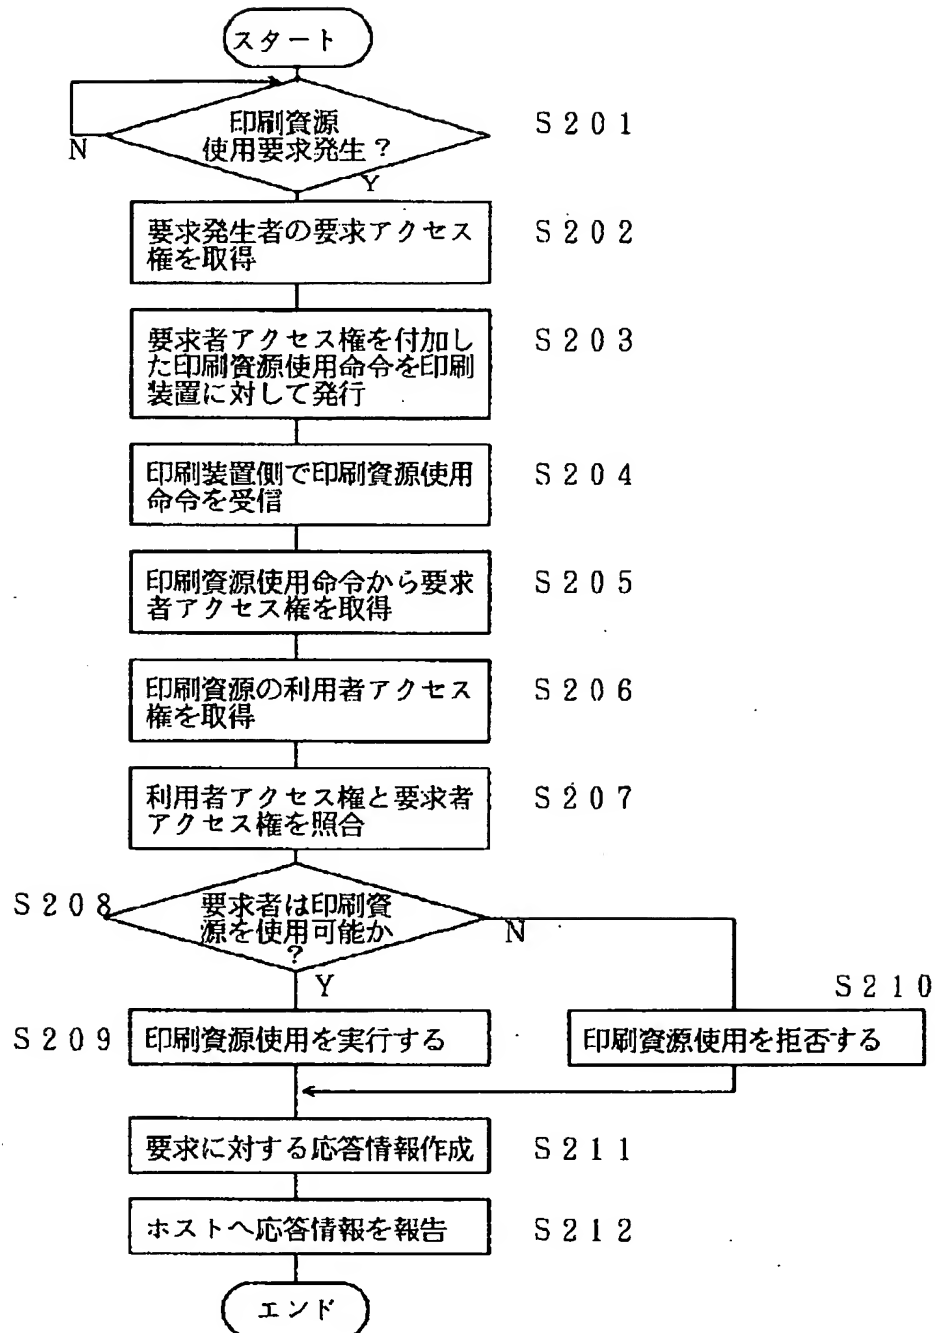 スタート
印刷資源
使用要求発生?
S201
N
Y
要求発生者の要求アクセス
権を取得
S202
要求者アクセス権を付加し
た印刷資源使用命令を印刷
装置に対して発行
S203
印刷装置側で印刷資源使用
命令を受信
S204
印刷資源使用命令から要求
者アクセス権を取得
S205
印刷資源の利用者アクセス
権を取得
S206
利用者アクセス権と要求者
アクセス権を照合
S207
S208
要求者は印刷資
源を使用可能か
?
N
Y
S210
S209
印刷資源使用を実行する
印刷資源使用を拒否する
要求に対する応答情報作成
S211
ホストへ応答情報を報告
S212
エンド